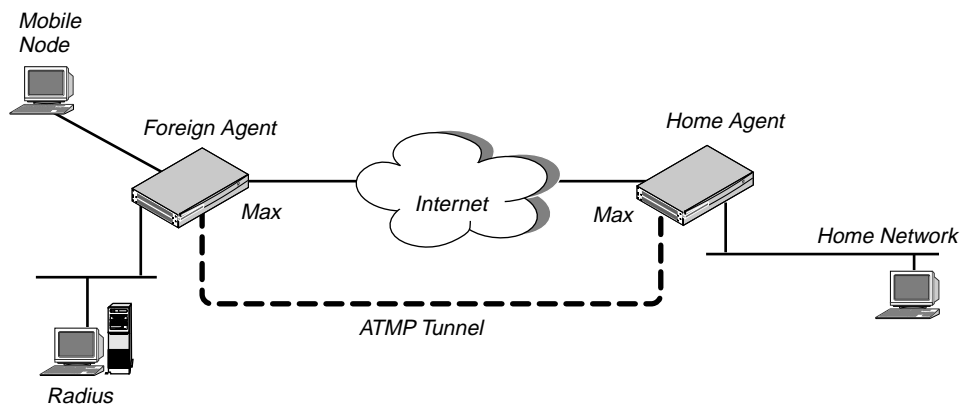 Mobile
Node
Foreign Agent
Home Agent
Internet
Max
Max
Home Network
ATMP Tunnel
Radius